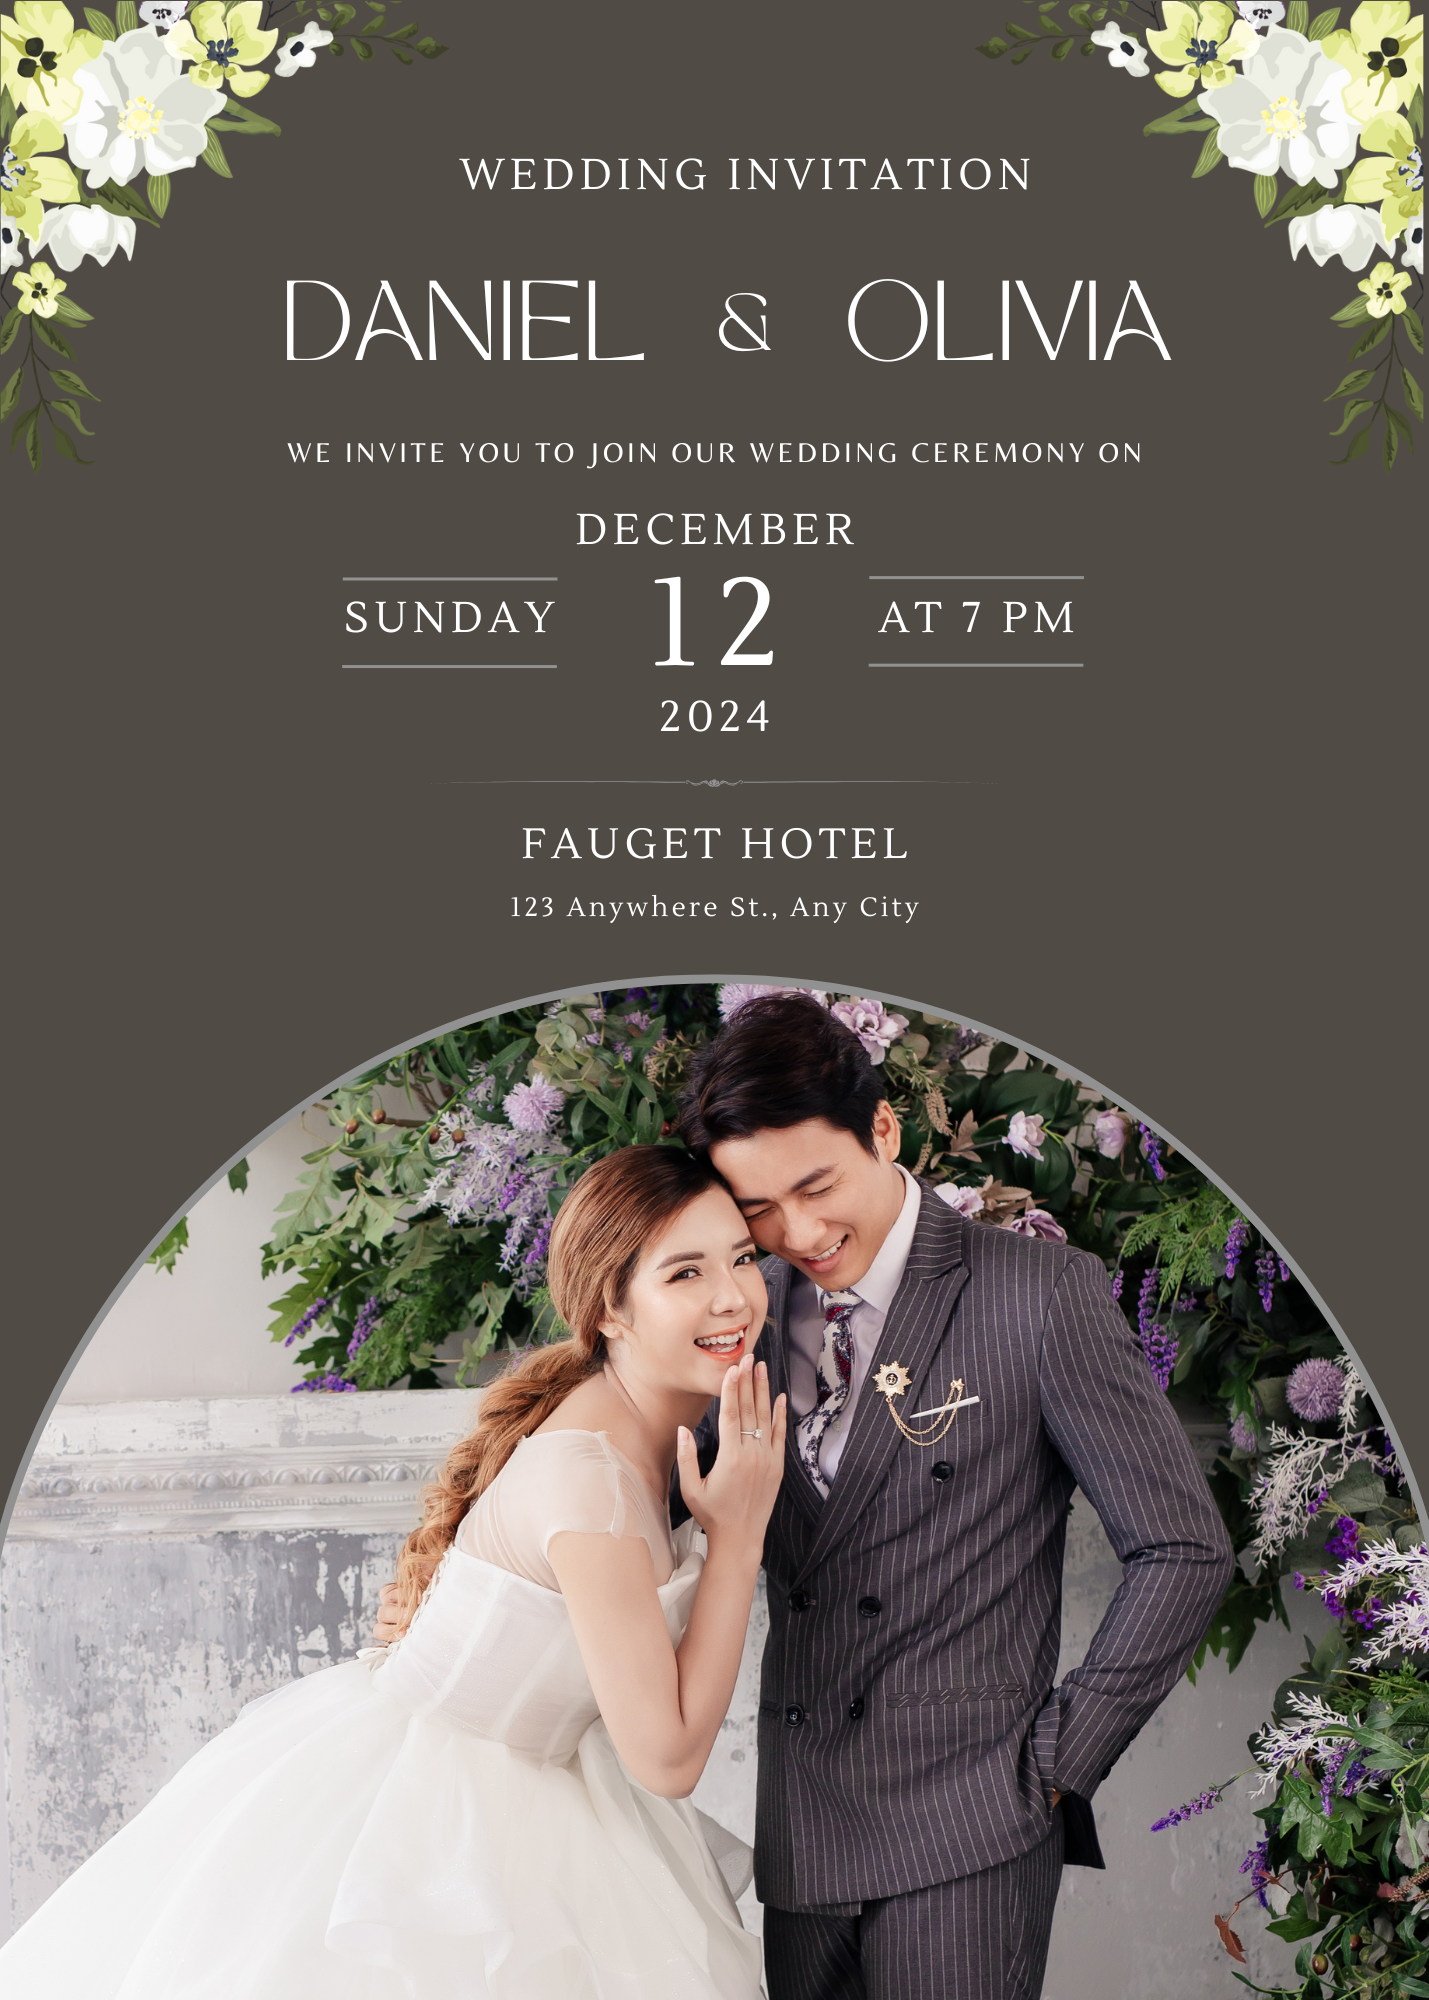 WEDDING INVITATION
DANIEL & OLIVIA
WE INVITE YOU TO JOIN OUR WEDDING CEREMONY ON
DECEMBER
SUNDAY 12 AT 7 PM
2024
FAUGET HOTEL
123 Anywhere St., Any City